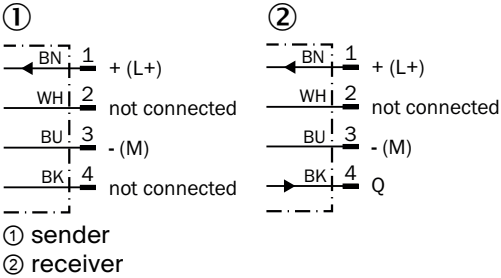 ①
BN 1 + (L+)
WH 2 not connected
BU 3 - (M)
BK 4 not connected
②
BN 1 + (L+)
WH 2 not connected
BU 3 - (M)
BK 4 Q
① sender
② receiver